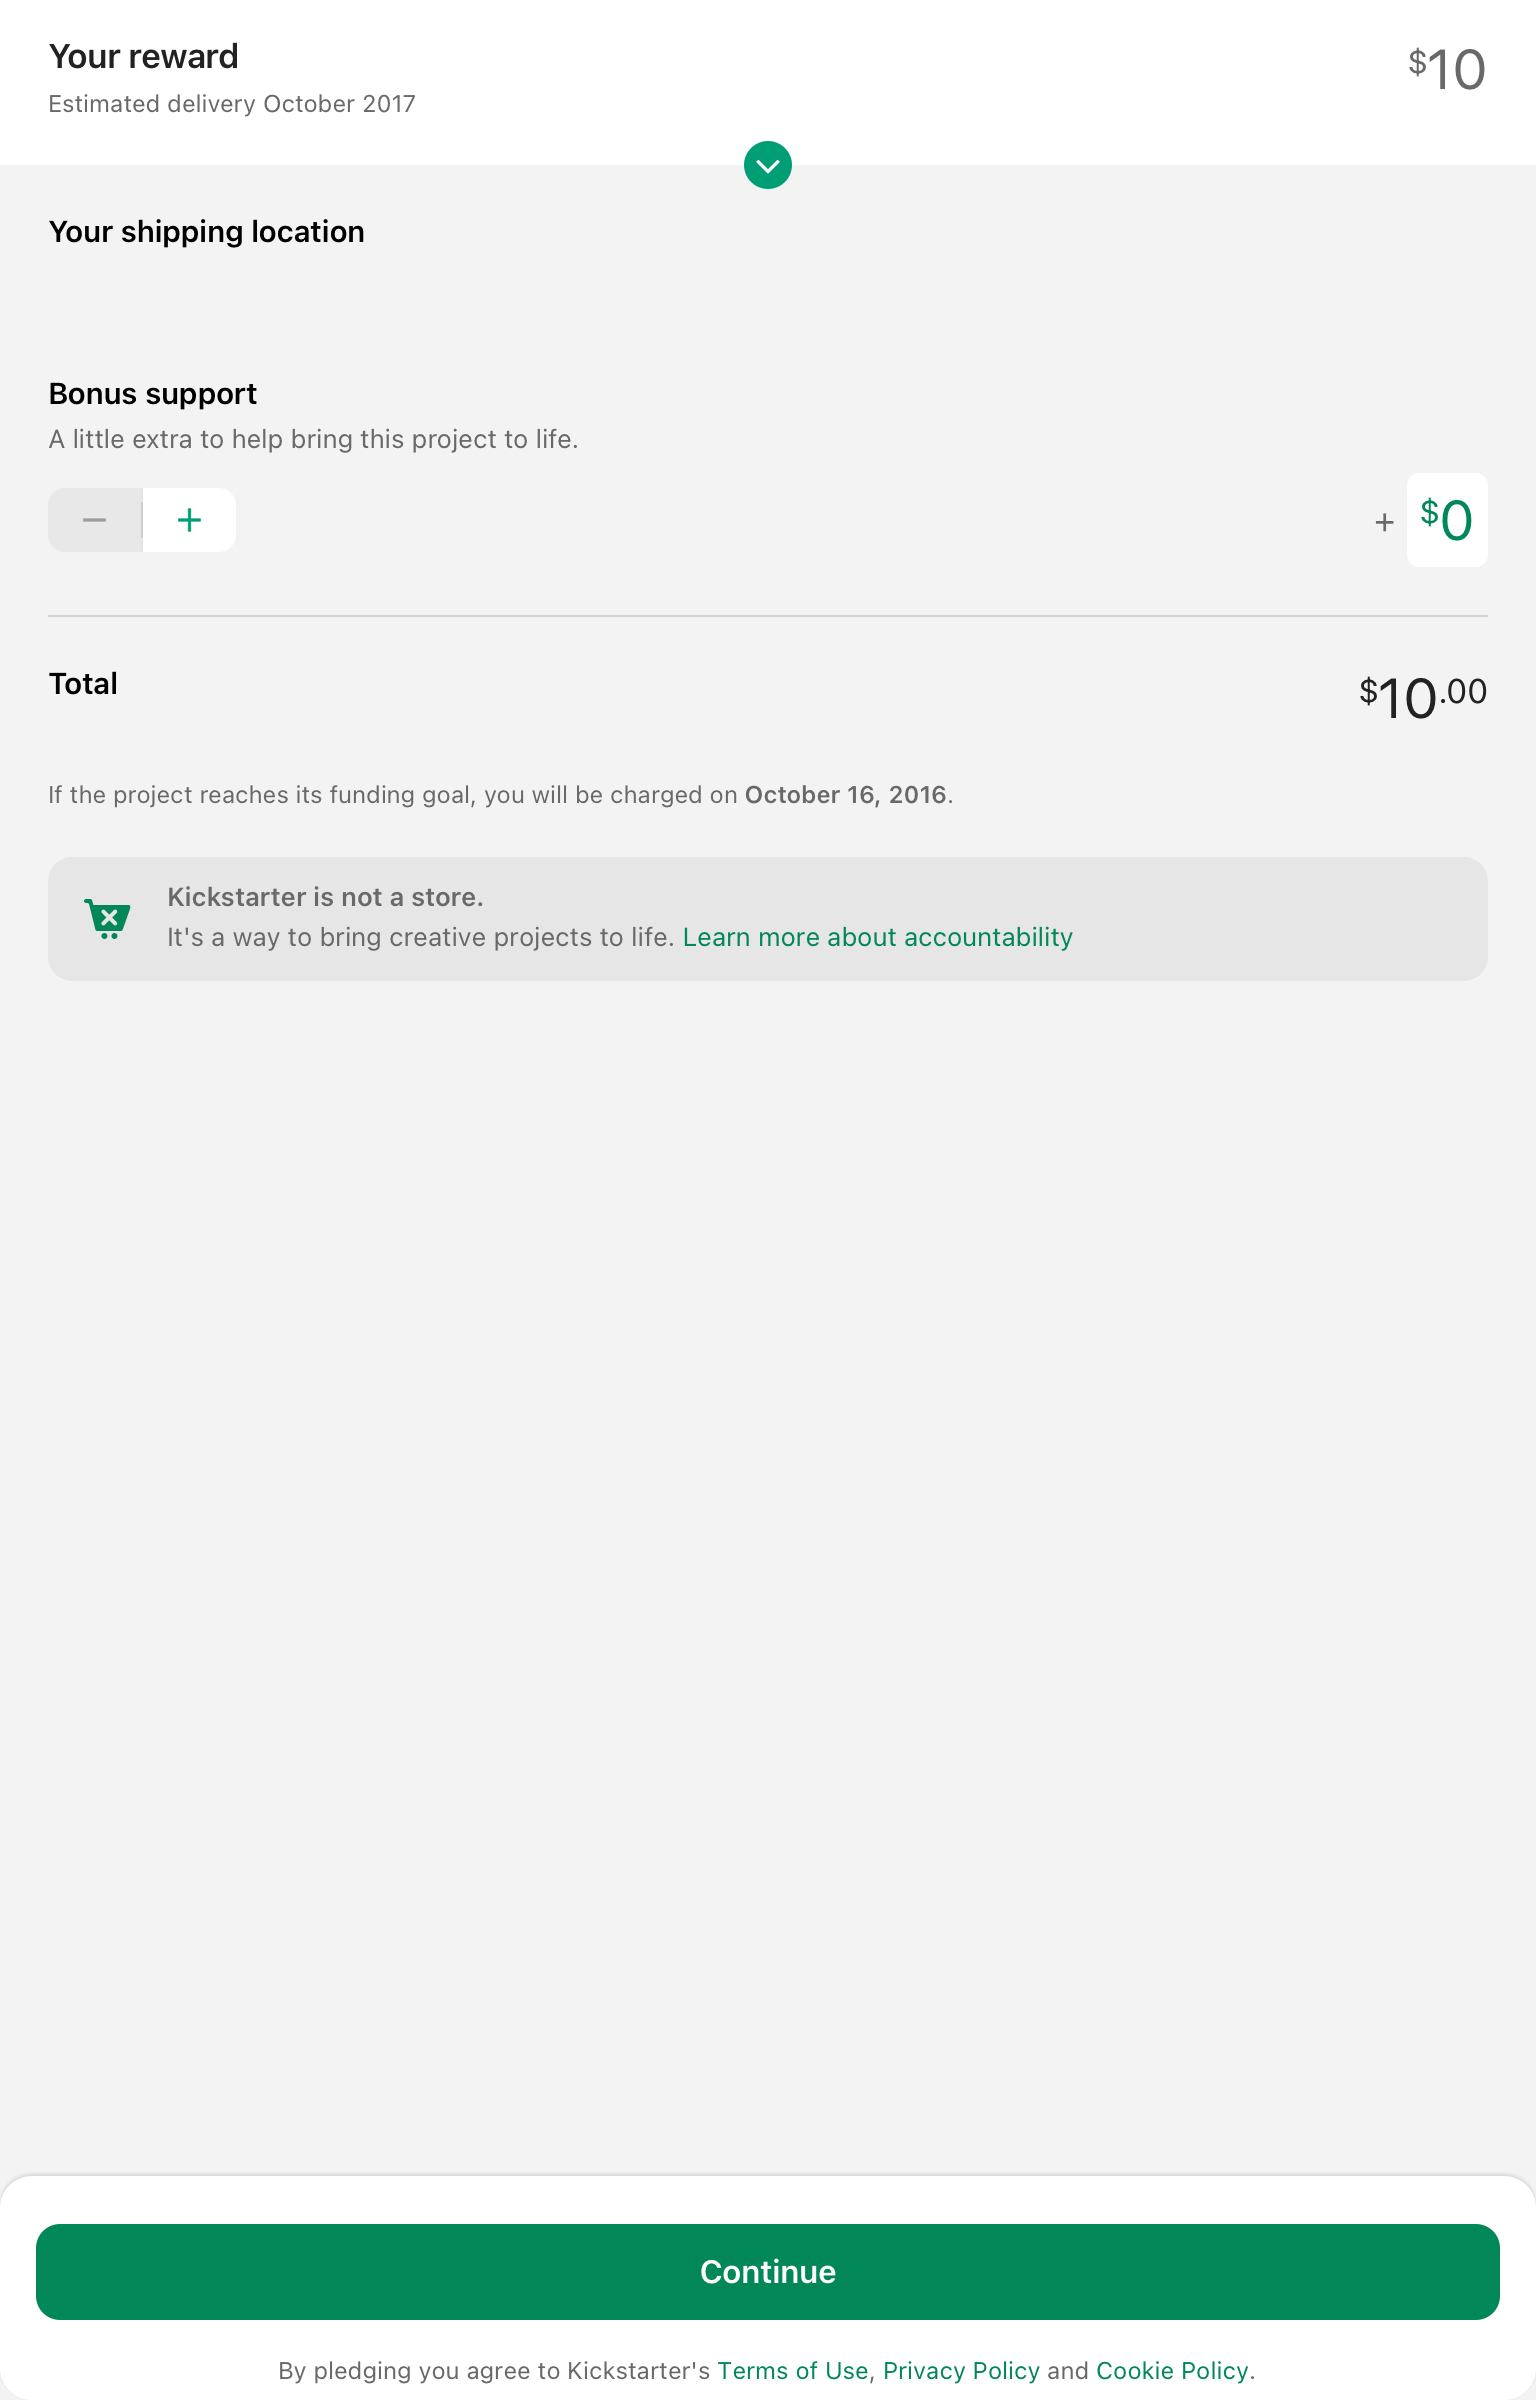 Your reward
$10
Estimated delivery October 2017
Your shipping location
Bonus support
A little extra to help bring this project to life.
+ $0
Total
$10.00
If the project reaches its funding goal, you will be charged on October 16, 2016.
Kickstarter is not a store.
It's a way to bring creative projects to life. Learn more about accountability
Continue
By pledging you agree to Kickstarter's Terms of Use, Privacy Policy and Cookie Policy.